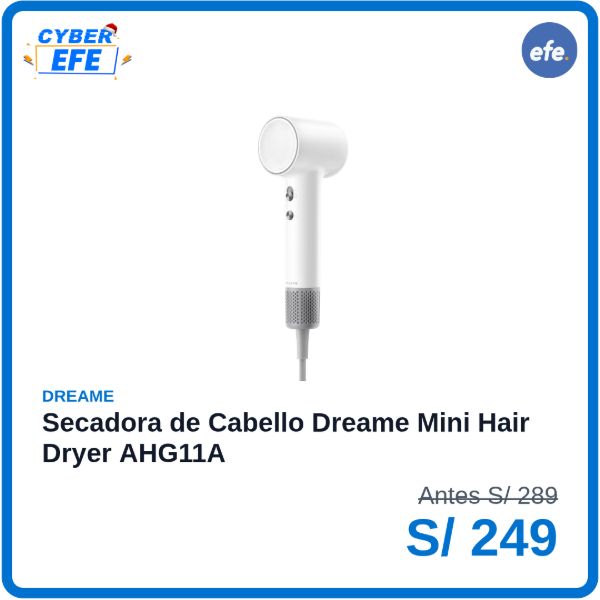 CYBER
EFE
efe.
DREAME
Secadora de Cabello Dreame Mini Hair
Dryer AHG11A
Antes S/ 289
S/ 249